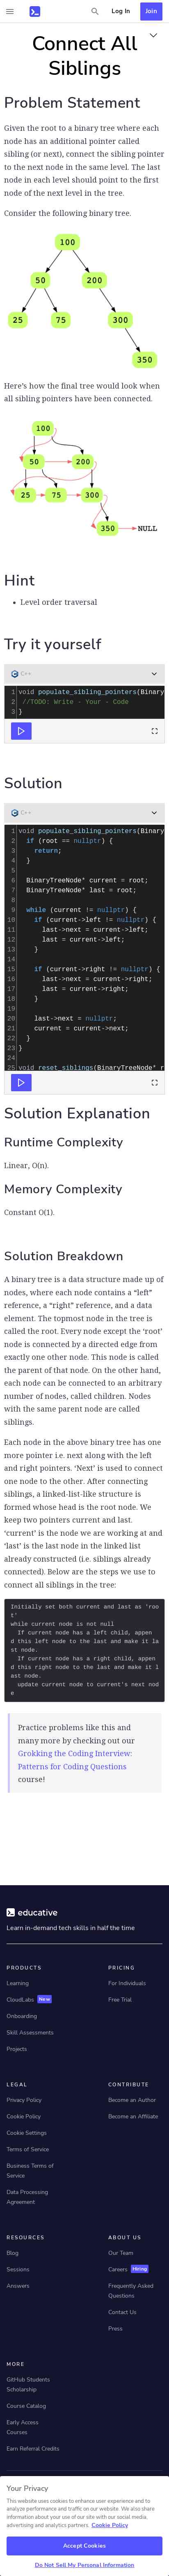 Log In
Join
Connect All
Siblings
Problem Statement
Given the root to a binary tree where each
node has an additional pointer called
sibling (or next), connect the sibling pointer
to the next node in the same level. The last
node in each level should point to the first
node of the next level in the tree.
Consider the following binary tree.
100
50
200
25
75
300
350
Here's how the final tree would look when
all sibling pointers have been connected.
100
50
200
25
75
300
350
NULL
Hint
• Level order traversal
Try it yourself
C++
1 void populate_sibling_pointers(Binary
2 //TODO: Write - Your - Code
3 }
Solution
C++
1 void populate_sibling_pointers(Binary
2 if (root == nullptr) {
3 return;
4 }
5
6 BinaryTreeNode* current = root;
7 BinaryTreeNode* last = root;
8
9 while (current != nullptr) {
10 if (current->left != nullptr) {
11 last->next = current->left;
12 last = current->left;
13 }
14
15 if (current->right != nullptr) {
16 last->next = current->right;
17 last = current->right;
18 }
19
20 last->next = nullptr;
21 current = current->next;
22 }
23 }
24
25 void reset_siblings(BinaryTreeNode* r
Solution Explanation
Runtime Complexity
Linear, O(n).
Memory Complexity
Constant O(1).
Solution Breakdown
A binary tree is a data structure made up of
nodes, where each node contains a “left”
reference, a “right” reference, and a data
element. The topmost node in the tree is
called the root. Every node except the ‘root’
node is connected by a directed edge from
exactly one other node. This node is called
the parent of that node. On the other hand,
each node can be connected to an arbitrary
number of nodes, called children. Nodes
with the same parent node are called
siblings.
Each node in the above binary tree has one
more pointer i.e. next along with the left
and right pointers. ‘Next’ is used to connect
one node to the other. After connecting
siblings, a linked-list-like structure is
formed, whose head is the root node. We
keep two pointers current and last.
‘current’ is the node we are working at and
‘last’ is the last node in the linked list
already constructed (i.e. siblings already
connected). Below are the steps we use to
connect all siblings in the tree:
Initially set both current and last as 'roo
t'
while current node is not null
If current node has a left child, appen
d this left node to the last and make it la
st node.
If current node has a right child, appen
d this right node to the last and make it l
ast node.
update current node to current's next nod
e
Practice problems like this and
many more by checking out our
Grokking the Coding Interview:
Patterns for Coding Questions
course!
educative
Learn in-demand tech skills in half the time
PRODUCTS
Learning
CloudLabs New
Onboarding
Skill Assessments
Projects
PRICING
For Individuals
Free Trial
LEGAL
Privacy Policy
Cookie Policy
Cookie Settings
Terms of Service
Business Terms of
Service
Data Processing
Agreement
CONTRIBUTE
Become an Author
Become an Affiliate
RESOURCES
Blog
Sessions
Answers
ABOUT US
Our Team
Careers Hiring
Frequently Asked
Questions
Contact Us
Press
MORE
GitHub Students
Scholarship
Course Catalog
Early Access
Courses
Earn Referral Credits
Your Privacy
This website uses cookies to enhance user experience and to
analyze performance and traffic on our website. We also share
information about your use of our site with our social media,
advertising and analytics partners. Cookie Policy
Accept Cookies
Do Not Sell My Personal Information